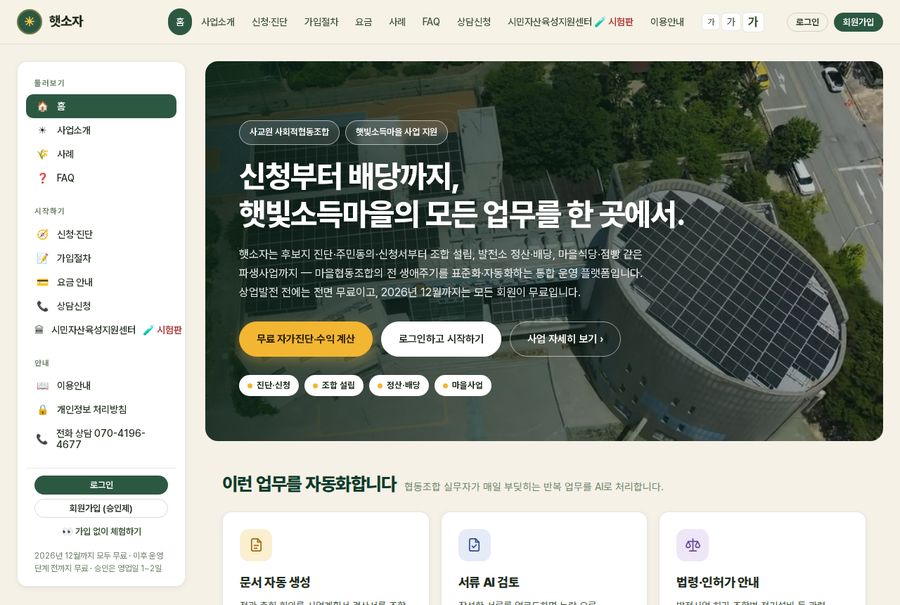 햇소자
홈 사업소개 신청·진단 가입절차 요금 사례 FAQ 상담신청 시민자산육성지원센터 🧪 시험판 이용안내 가 가 가 로그인 회원가입
둘러보기
홈
사업소개
사례
FAQ
시작하기
신청·진단
가입절차
요금 안내
상담신청
시민자산육성지원센터 🧪 시험판
안내
이용안내
개인정보 처리방침
전화 상담 070-4196-
4677
로그인
회원가입 (승인제)
👀 가입 없이 체험하기
2026년 12월까지 모두 무료 · 이후 운영
단계 전까지 무료 · 승인은 영업일 1~2일.
사교원 사회적협동조합 햇빛소득마을 사업 지원
신청부터 배당까지,
햇빛소득마을의 모든 업무를 한 곳에서.
햇소자는 후보지 진단·주민동의·신청서부터 조합 설립, 발전소 정산·배당, 마을식당·점빵 같은
파생사업까지 — 마을협동조합의 전 생애주기를 표준화·자동화하는 통합 운영 플랫폼입니다.
상업발전 전에는 전면 무료이고, 2026년 12월까지는 모든 회원이 무료입니다.
무료 자가진단·수익 계산 로그인하고 시작하기 사업 자세히 보기 ›
진단·신청 조합 설립 정산·배당 마을사업
이런 업무를 자동화합니다 협동조합 실무자가 매일 부딪히는 반복 업무를 AI로 처리합니다.
문서 자동 생성
서류 AI 검토
법령·인허가 안내